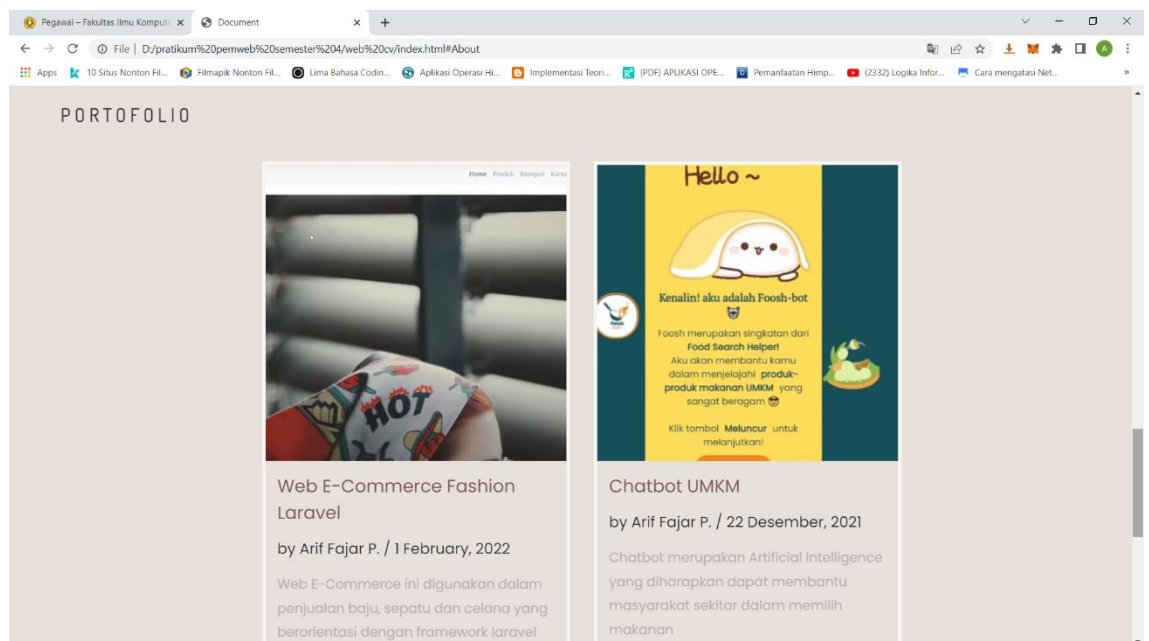 Pegawai – Fakultas Ilmu Komput
Document
File | D:/pratikum%20pemweb%20semester%204/web%20cv/index.html#About
Apps
10 Situs Nonton Fil...
Filmapik Nonton Fil...
Lima Bahasa Codin...
Aplikasi Operasi Hi...
Implementasi Teori...
(PDF) APLIKASI OPE...
Pemanfaatan Himp...
(2332) Logika Infor...
Cara mengatasi Net...
PORTOFOLIO
Home Produk Kategori Konta
HOT
Web E-Commerce Fashion
Laravel
by Arif Fajar P. / 1 February, 2022
Web E-Commerce ini digunakan dalam
penjualan baju, sepatu dan celana yang
berorientasi dengan framework laravel
Hello ~
Kenalin! aku adalah Foosh-bot
Foosh merupakan singkatan dari
Food Search Helper!
Aku akan membantu kamu
dalam menjelajahi produk-
produk makanan UMKM yang
sangat beragam
Klik tombol Meluncur untuk
melanjutkan!
Foosh
Chatbot UMKM
by Arif Fajar P. / 22 Desember, 2021
Chatbot merupakan Artificial Intelligence
yang diharapkan dapat membantu
masyarakat sekitar dalam memilih
makanan